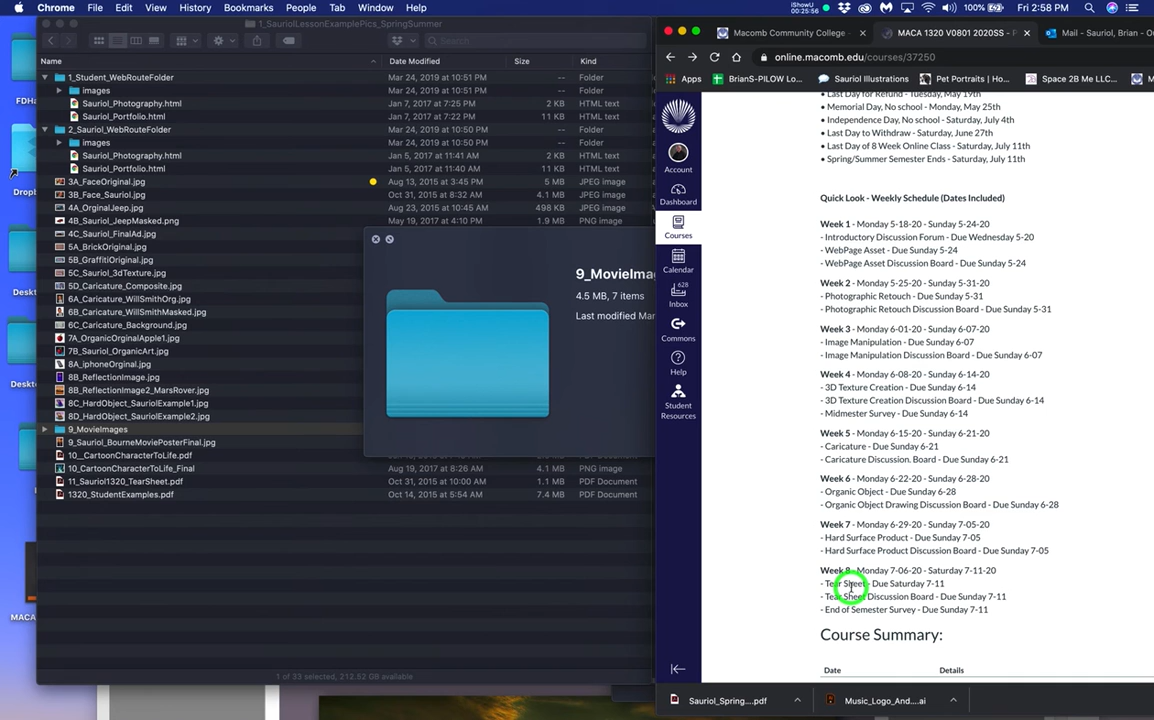 Chrome File Edit View History Bookmarks People Tab Window Help
iShowU
00:25:56
100% Fri 2:58 PM
1_SauriolLessonExamplePics_SpringSummer
Search
Name Date Modified Size Kind
1_Student_WebRouteFolder Mar 24, 2019 at 10:51 PM -- Folder
images Mar 24, 2019 at 10:51 PM -- Folder
Sauriol_Photography.html Jan 7, 2017 at 7:25 PM 2 KB HTML text
Sauriol_Portfolio.html Jan 7, 2017 at 7:22 PM 11 KB HTML text
2_Sauriol_WebRouteFolder Mar 24, 2019 at 10:50 PM -- Folder
images Mar 24, 2019 at 10:51 PM -- Folder
Sauriol_Photography.html Jan 5, 2017 at 11:41 AM 2 KB HTML text
Sauriol_Portfolio.html Jan 5, 2017 at 11:40 AM 11 KB HTML text
3A_FaceOriginal.jpg Aug 13, 2015 at 3:45 PM 5 MB JPEG image
3B_Face_Sauriol.jpg Oct 31, 2015 at 8:32 AM 4.1 MB JPEG image
4A_OrginalJeep.jpg Aug 23, 2015 at 10:45 AM 498 KB JPEG image
4B_Sauriol_JeepMasked.png May 19, 2017 at 4:10 PM 1.9 MB PNG image
4C_Sauriol_FinalAd.jpg
5A_BrickOriginal.jpg
5B_GraffitiOriginal.jpg
5C_Sauriol_3dTexture.jpg
5D_Caricature_Composite.jpg
6A_Caricature_WillSmithOrg.jpg
6B_Caricature_WillSmithMasked.jpg
6C_Caricature_Background.jpg
7A_OrganicOrginalApple1.jpg
7B_Sauriol_OrganicArt.jpg
8A_iphoneOrginal.jpg
8B_ReflectionImage.jpg
8B_ReflectionImage2_MarsRover.jpg
8C_HardObject_SauriolExample1.jpg
8D_HardObject_SauriolExample2.jpg
9_MovieImages
9_Sauriol_BourneMoviePosterFinal.jpg
10__CartoonCharacterToLife.pdf
10_CartoonCharacterToLife_Final Aug 19, 2017 at 8:26 AM 4.1 MB PNG image
11_Sauriol1320_TearSheet.pdf Oct 31, 2015 at 10:00 AM 1.1 MB PDF Document
1320_StudentExamples.pdf Oct 14, 2015 at 5:54 AM 7.4 MB PDF Document
1 of 33 selected, 212.52 GB available
9_MovieImag
4.5 MB, 7 items
Last modified Mar
FDHa
Dropb
Deskt
Deskto
MACA
Macomb Community College -
MACA 1320 V0801 2020SS - P
Mail - Sauriol, Brian - O
online.macomb.edu/courses/37250
Apps BrianS-PILOW Lo... Sauriol Illustrations Pet Portraits | Ho... Space 2B Me LLC...
Account
Dashboard
Courses
Calendar
628
Inbox
Commons
Help
Student
Resources
• Last Day for Refund - Tuesday, May 19th
• Memorial Day, No school - Monday, May 25th
• Independence Day, No school - Saturday, July 4th
• Last Day to Withdraw - Saturday, June 27th
• Last Day of 8 Week Online Class - Saturday, July 11th
• Spring/Summer Semester Ends - Saturday, July 11th
Quick Look - Weekly Schedule (Dates Included)
Week 1 - Monday 5-18-20 - Sunday 5-24-20
- Introductory Discussion Forum - Due Wednesday 5-20
- WebPage Asset - Due Sunday 5-24
- WebPage Asset Discussion Board - Due Sunday 5-24
Week 2 - Monday 5-25-20 - Sunday 5-31-20
- Photographic Retouch - Due Sunday 5-31
- Photographic Retouch Discussion Board - Due Sunday 5-31
Week 3 - Monday 6-01-20 - Sunday 6-07-20
- Image Manipulation - Due Sunday 6-07
- Image Manipulation Discussion Board - Due Sunday 6-07
Week 4 - Monday 6-08-20 - Sunday 6-14-20
- 3D Texture Creation - Due Sunday 6-14
- 3D Texture Creation Discussion Board - Due Sunday 6-14
- Midmester Survey - Due Sunday 6-14
Week 5 - Monday 6-15-20 - Sunday 6-21-20
- Caricature - Due Sunday 6-21
- Caricature Discussion. Board - Due Sunday 6-21
Week 6 - Monday 6-22-20 - Sunday 6-28-20
- Organic Object - Due Sunday 6-28
- Organic Object Drawing Discussion Board - Due Sunday 6-28
Week 7 - Monday 6-29-20 - Sunday 7-05-20
- Hard Surface Product - Due Sunday 7-05
- Hard Surface Product Discussion Board - Due Sunday 7-05
Week 8 - Monday 7-06-20 - Saturday 7-11-20
- Tear Sheet - Due Saturday 7-11
- Tear Sheet Discussion Board - Due Sunday 7-11
- End of Semester Survey - Due Sunday 7-11
Course Summary:
Date Details
Sauriol_Spring....pdf
Music_Logo_And....ai